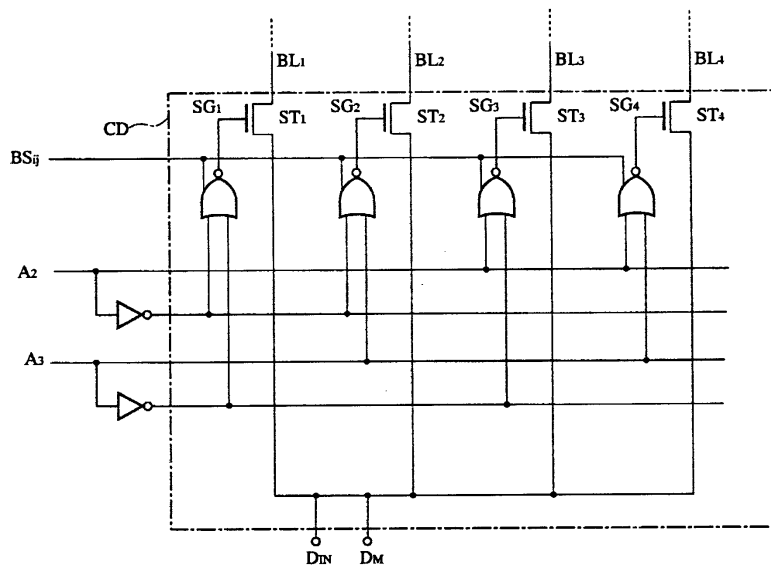 BL1 BL2 BL3 BL4
CD SG1 ST1 SG2 ST2 SG3 ST3 SG4 ST4
BSij
A2
A3
DIN DM